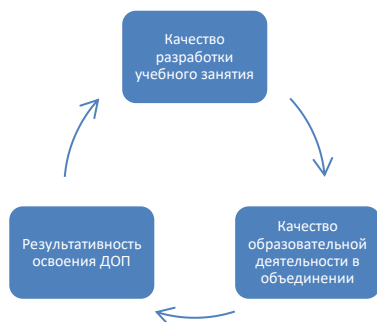 Качество
разработки
учебного занятия
Результативность
освоения ДОП
Качество
образовательной
деятельности в
объединении